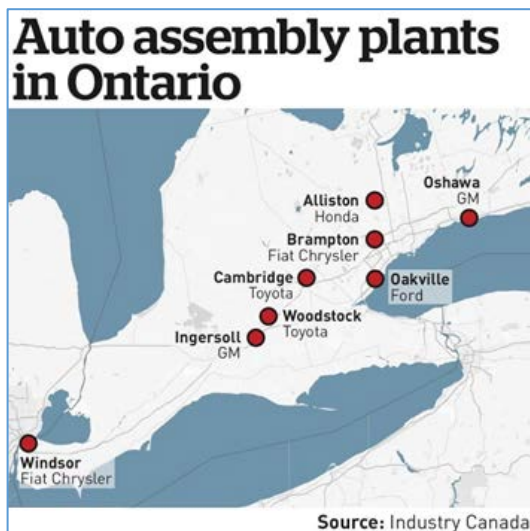 Auto assembly plants
in Ontario
Alliston
Honda
Oshawa
GM
Brampton
Fiat Chrysler
Cambridge
Toyota
Oakville
Ford
Woodstock
Toyota
Ingersoll
GM
Windsor
Fiat Chrysler
Source: Industry Canada